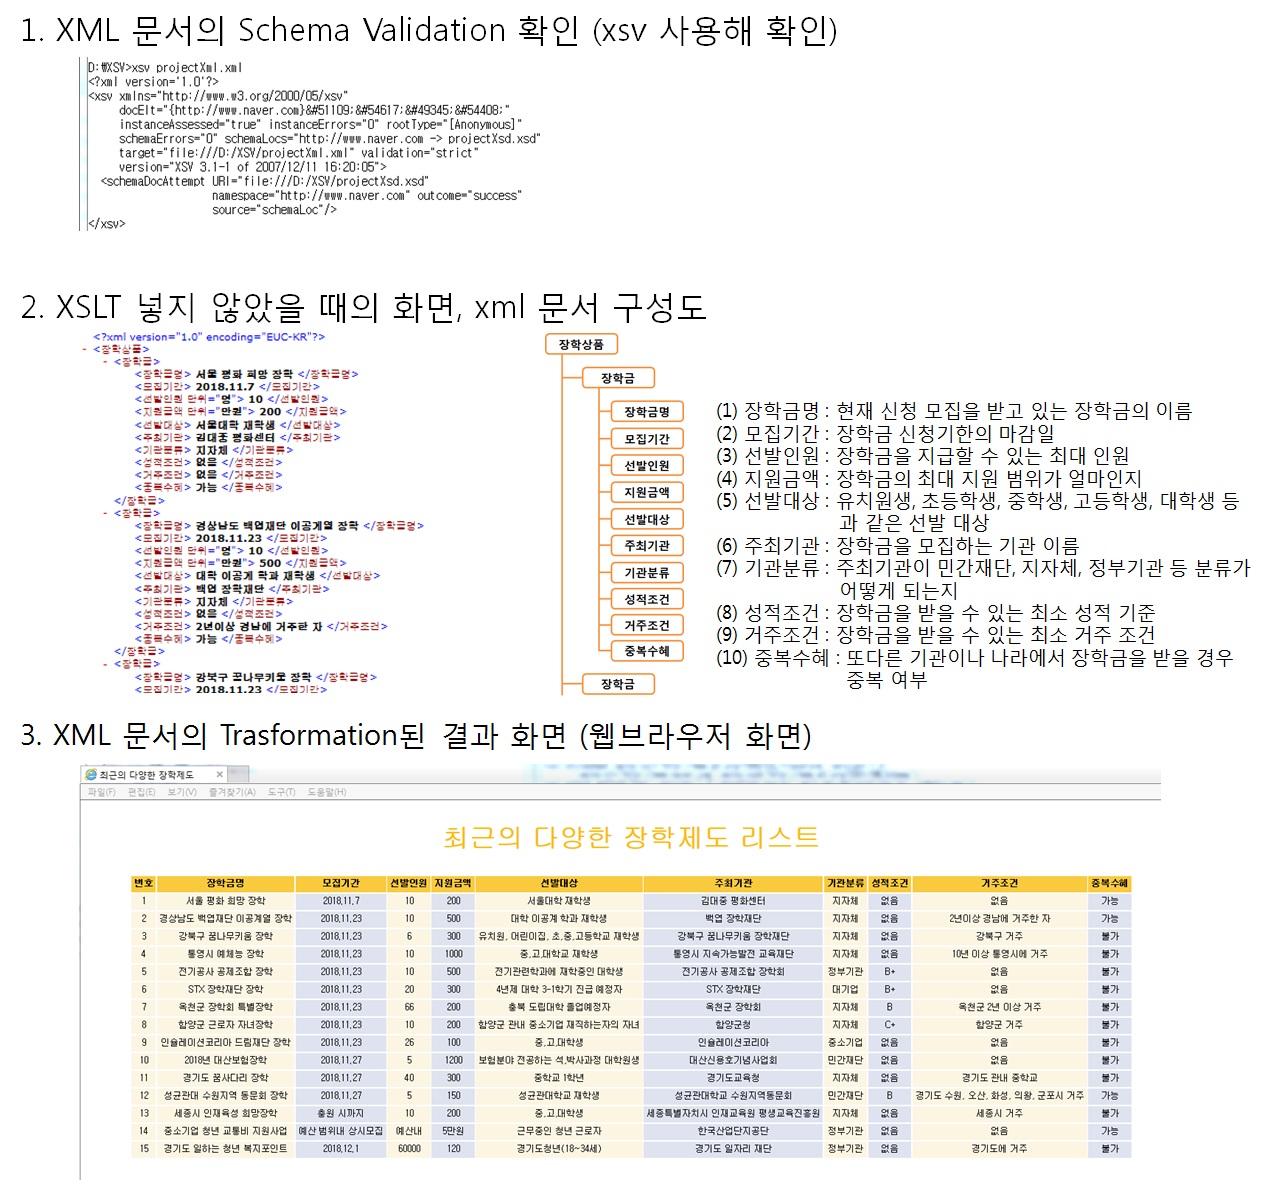 1. XML 문서의 Schema Validation 확인 (xsv 사용해 확인)
D:₩XSV>xsv projectXml.xml
<?xml version='1.0'?>
<xsv xmlns="http://www.w3.org/2000/05/xsv"
docElt="{http://www.naver.com}&#51109;&#54617;&#49345;&#54408;"
instanceAssessed="true" instanceErrors="0" rootType="[Anonymous]"
schemaErrors="0" schemaLocs="http://www.naver.com -> projectXsd.xsd"
target="file:///D:/XSV/projectXml.xml" validation="strict"
version="XSV 3.1-1 of 2007/12/11 16:20:05">
<schemaDocAttempt URI="file:///D:/XSV/projectXsd.xsd"
namespace="http://www.naver.com" outcome="success"
source="schemaLoc"/>
</xsv>
2. XSLT 넣지 않았을 때의 화면, xml 문서 구성도
<?xml version="1.0" encoding="EUC-KR"?>
- <장학상품>
- <장학금>
<장학금명> 서울 평화 희망 장학 </장학금명>
<모집기간> 2018.11.7 </모집기간>
<선발인원 단위="명"> 10 </선발인원>
<지원금액 단위="만원"> 200 </지원금액>
<선발대상> 서울대학 재학생 </선발대상>
<주최기관> 김대중 평화센터 </주최기관>
<기관분류> 지자체 </기관분류>
<성적조건> 없음 </성적조건>
<거주조건> 없음 </거주조건>
<중복수혜> 가능 </중복수혜>
</장학금>
- <장학금>
<장학금명> 경상남도 백엽재단 이공계열 장학 </장학금명>
<모집기간> 2018.11.23 </모집기간>
<선발인원 단위="명"> 10 </선발인원>
<지원금액 단위="만원"> 500 </지원금액>
<선발대상> 대학 이공계 학과 재학생 </선발대상>
<주최기관> 백엽 장학재단 </주최기관>
<기관분류> 지자체 </기관분류>
<성적조건> 없음 </성적조건>
<거주조건> 2년이상 경남에 거주한 자 </거주조건>
<중복수혜> 가능 </중복수혜>
</장학금>
- <장학금>
<장학금명> 강북구 꿈나무키움 장학 </장학금명>
<모집기간> 2018.11.23 </모집기간>
장학상품
장학금
장학금명
모집기간
선발인원
지원금액
선발대상
주최기관
기관분류
성적조건
거주조건
중복수혜
장학금
(1) 장학금명 : 현재 신청 모집을 받고 있는 장학금의 이름
(2) 모집기간 : 장학금 신청기한의 마감일
(3) 선발인원 : 장학금을 지급할 수 있는 최대 인원
(4) 지원금액 : 장학금의 최대 지원 범위가 얼마인지
(5) 선발대상 : 유치원생, 초등학생, 중학생, 고등학생, 대학생 등
과 같은 선발 대상
(6) 주최기관 : 장학금을 모집하는 기관 이름
(7) 기관분류 : 주최기관이 민간재단, 지자체, 정부기관 등 분류가
어떻게 되는지
(8) 성적조건 : 장학금을 받을 수 있는 최소 성적 기준
(9) 거주조건 : 장학금을 받을 수 있는 최소 거주 조건
(10) 중복수혜 : 또다른 기관이나 나라에서 장학금을 받을 경우
중복 여부
3. XML 문서의 Trasformation된 결과 화면 (웹브라우저 화면)
최근의 다양한 장학제도 ×
파일(F) 편집(E) 보기(V) 즐겨찾기(A) 도구(T) 도움말(H)
최근의 다양한 장학제도 리스트
번호 장학금명 모집기간 선발인원 지원금액 선발대상 주최기관 기관분류 성적조건 거주조건 중복수혜
1 서울 평화 희망 장학 2018.11.7 10 200 서울대학 재학생 김대중 평화센터 지자체 없음 없음 가능
2 경상남도 백엽재단 이공계열 장학 2018.11.23 10 500 대학 이공계 학과 재학생 백엽 장학재단 지자체 없음 2년이상 경남에 거주한 자 가능
3 강북구 꿈나무키움 장학 2018.11.23 6 300 유치원, 어린이집, 초,중,고등학교 재학생 강북구 꿈나무키움 장학재단 지자체 없음 강북구 거주 불가
4 통영시 예체능 장학 2018.11.23 10 1000 중,고,대학교 재학생 통영시 지속가능발전 교육재단 지자체 없음 10년 이상 통영시에 거주 불가
5 전기공사 공제조합 장학 2018.11.23 10 500 전기관련학과에 재학중인 대학생 전기공사 공제조합 장학회 정부기관 B+ 없음 불가
6 STX 장학재단 장학 2018.11.23 20 300 4년제 대학 3-1학기 진급 예정자 STX 장학재단 대기업 B+ 없음 불가
7 옥천군 장학회 특별장학 2018.11.23 66 200 충북 도립대학 졸업예정자 옥천군 장학회 지자체 B 옥천군 2년 이상 거주 불가
8 함양군 근로자 자녀장학 2018.11.23 10 200 함양군 관내 중소기업 재직하는자의 자녀 함양군청 지자체 C+ 함양군 거주 불가
9 인슐레이션코리아 드림재단 장학 2018.11.23 26 100 중,고,대학생 인슐레이션코리아 중소기업 없음 없음 불가
10 2018년 대산보험장학 2018.11.27 5 1200 보험분야 전공하는 석,박사과정 대학원생 대산신용호기념사업회 민간재단 없음 없음 불가
11 경기도 꿈사다리 장학 2018.11.27 40 300 중학교 1학년 경기도교육청 지자체 없음 경기도 관내 중학교 불가
12 성균관대 수원지역 동문회 장학 2018.11.27 5 150 성균관대학교 재학생 성균관대학교 수원지역동문회 민간재단 B 경기도 수원, 오산, 화성, 의왕, 군포시 거주 가능
13 세종시 인재육성 희망장학 충원 시까지 10 200 중,고,대학생 세종특별자치시 인재교육원 평생교육진흥원 지자체 없음 세종시 거주 불가
14 중소기업 청년 교통비 지원사업 예산 범위내 상시모집 예산내 5만원 근무중인 청년 근로자 한국산업단지공단 정부기관 없음 없음 가능
15 경기도 일하는 청년 복지포인트 2018.12.1 60000 120 경기도청년(18~34세) 경기도 일자리 재단 정부기관 없음 경기도에 거주 불가